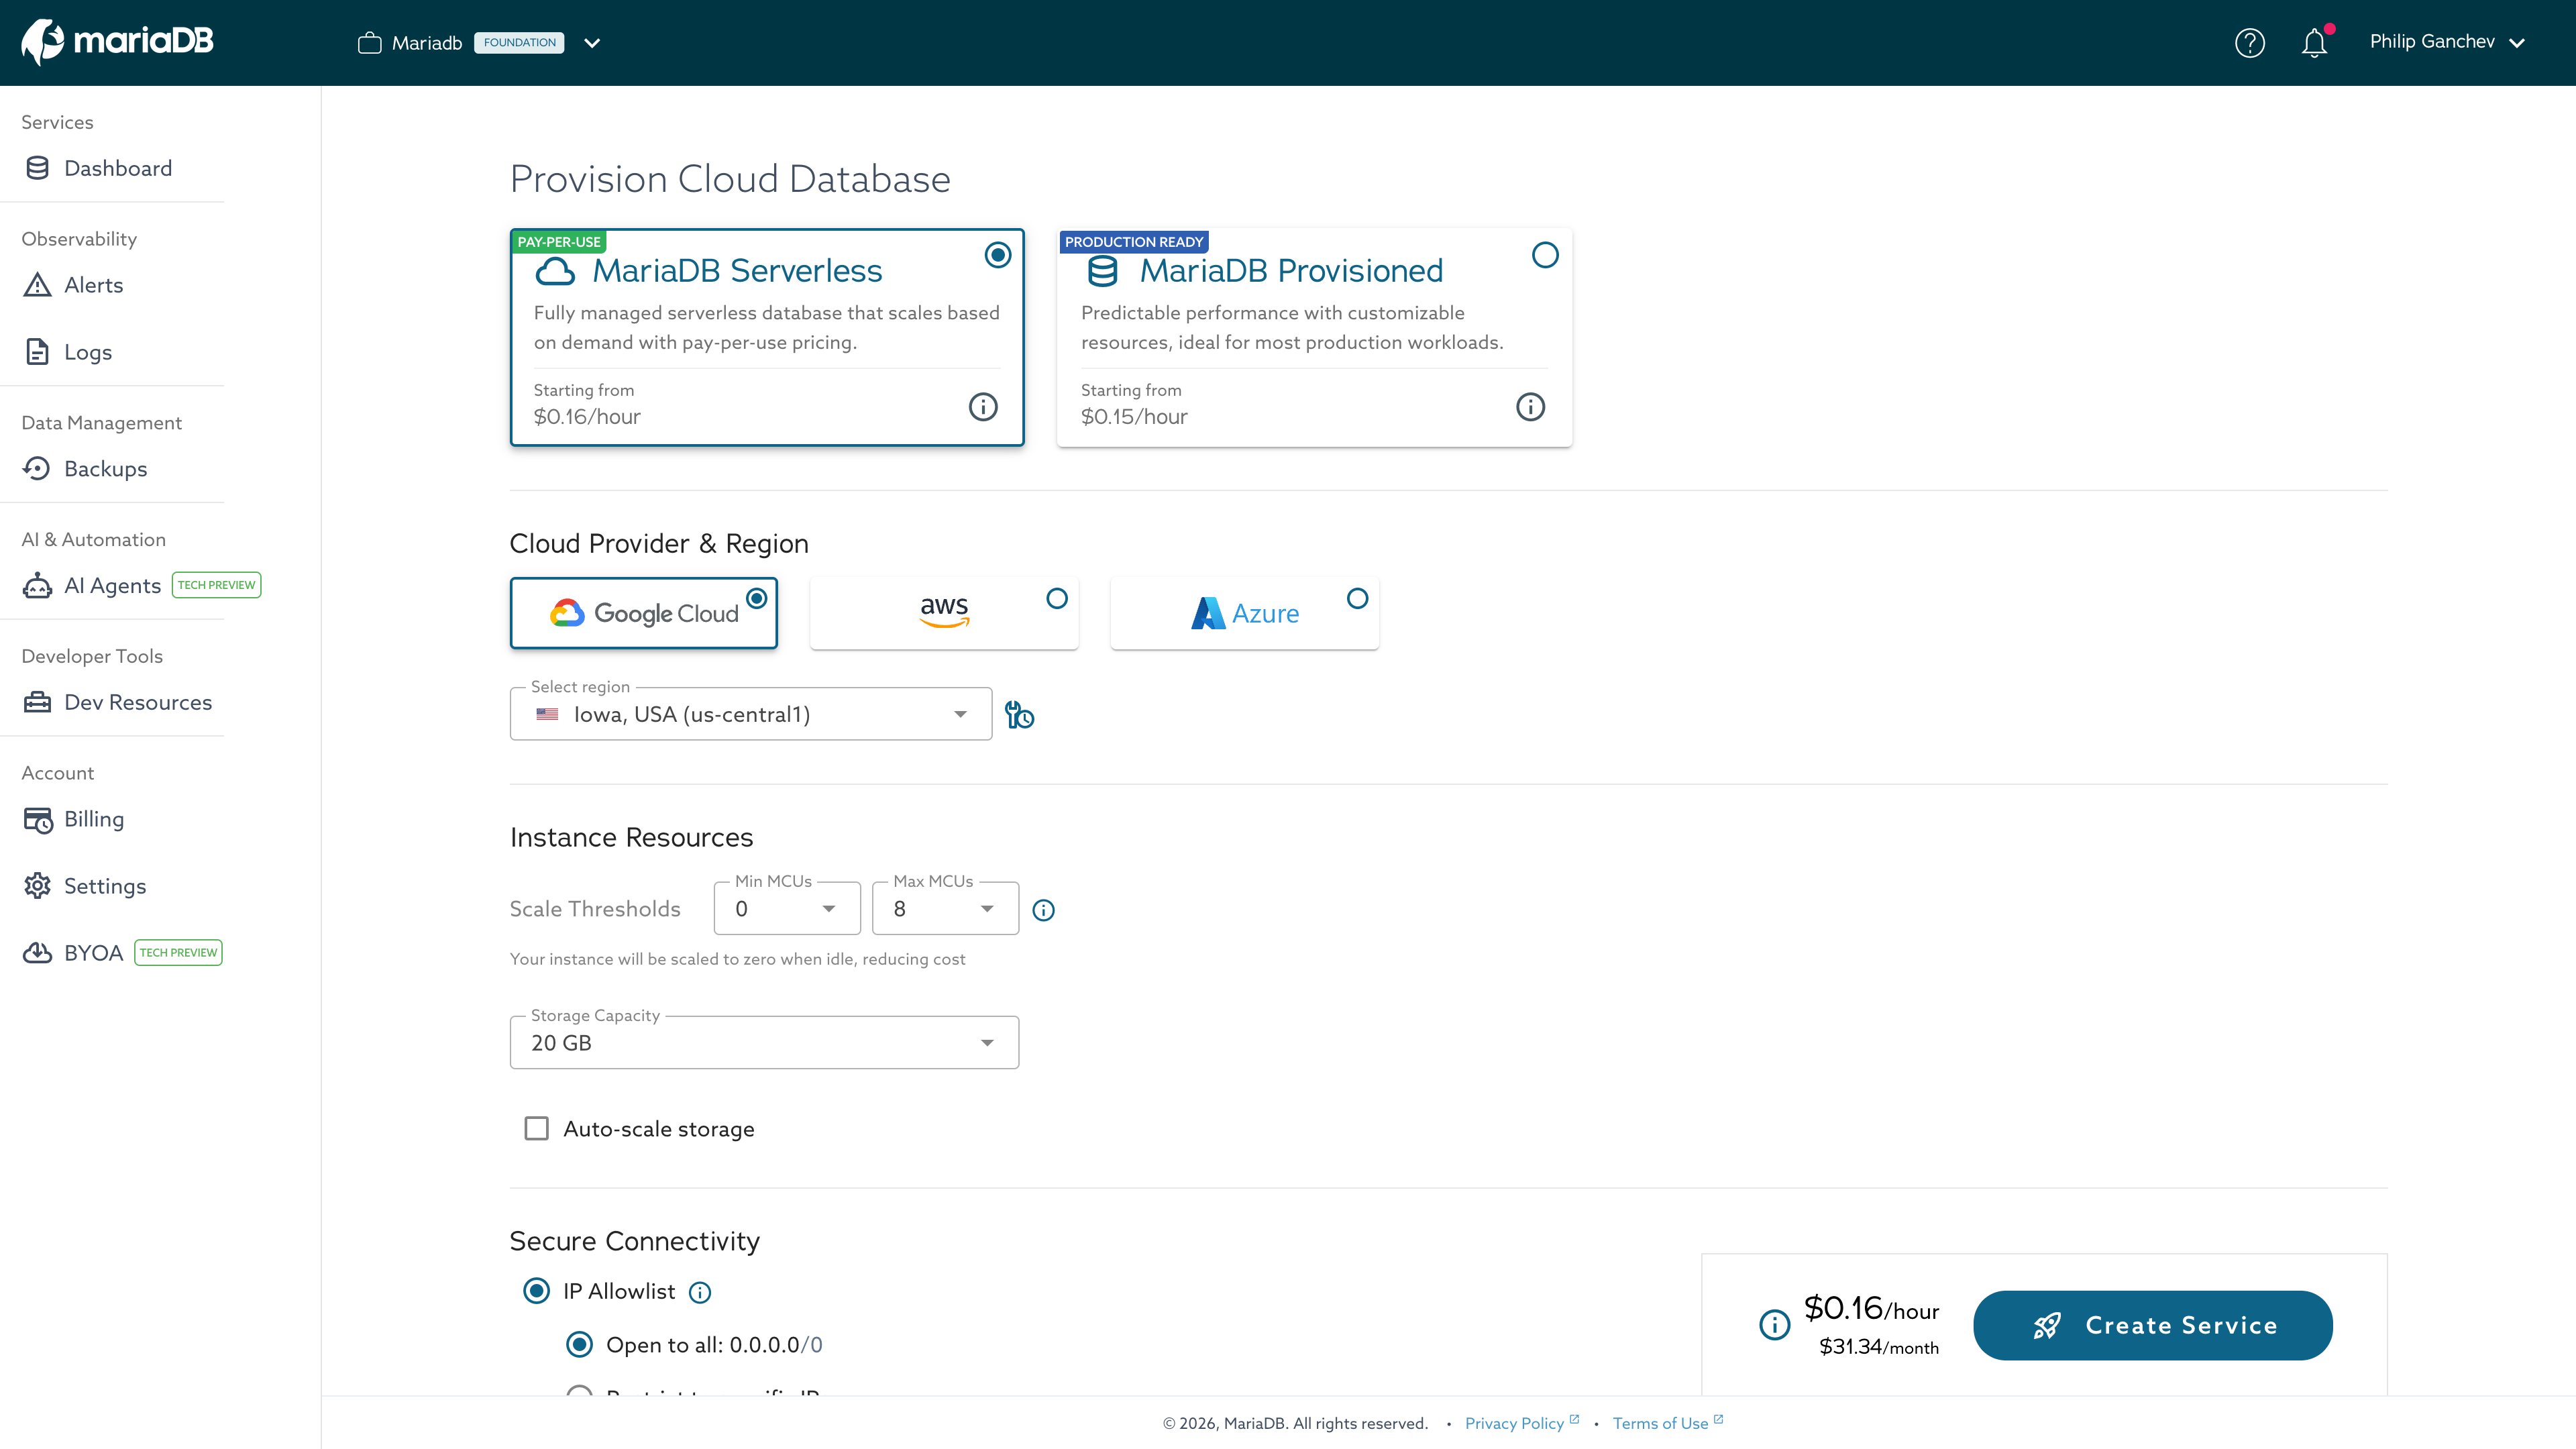 mariaDB
Mariadb FOUNDATION
Philip Ganchev
Services
Dashboard
Observability
Alerts
Logs
Data Management
Backups
AI & Automation
AI Agents TECH PREVIEW
Developer Tools
Dev Resources
Account
Billing
Settings
BYOA TECH PREVIEW
Provision Cloud Database
PAY-PER-USE
MariaDB Serverless
Fully managed serverless database that scales based
on demand with pay-per-use pricing.
Starting from
$0.16/hour
PRODUCTION READY
MariaDB Provisioned
Predictable performance with customizable
resources, ideal for most production workloads.
Starting from
$0.15/hour
Cloud Provider & Region
Google Cloud
aws
Azure
Select region
Iowa, USA (us-central1)
Instance Resources
Scale Thresholds
Min MCUs
0
Max MCUs
8
Your instance will be scaled to zero when idle, reducing cost
Storage Capacity
20 GB
Auto-scale storage
Secure Connectivity
IP Allowlist
Open to all: 0.0.0.0/0
$0.16/hour
$31.34/month
Create Service
© 2026, MariaDB. All rights reserved. • Privacy Policy • Terms of Use